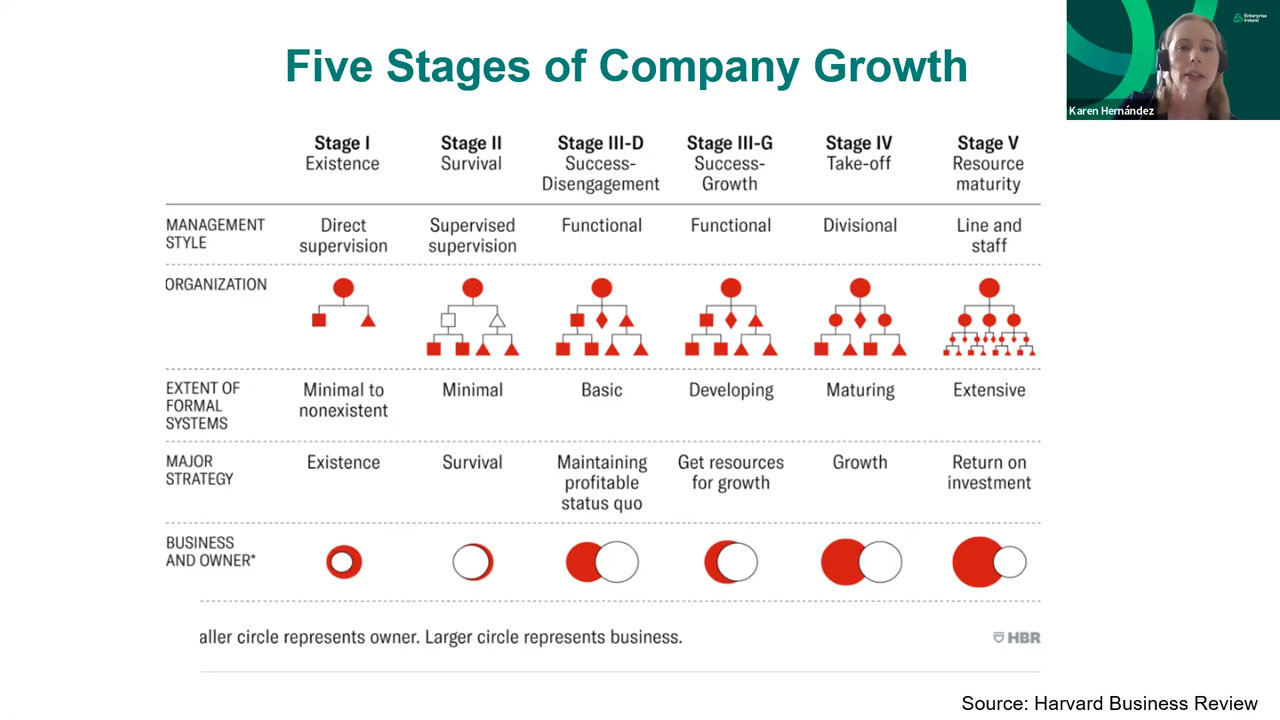 Five Stages of Company Growth
Enterprise
Ireland
Karen Hernández
Stage I
Existence
Stage II
Survival
Stage III-D
Success-
Disengagement
Stage III-G
Success-
Growth
Stage IV
Take-off
Stage V
Resource
maturity
MANAGEMENT
STYLE
Direct
supervision
Supervised
supervision
Functional
Functional
Divisional
Line and
staff
ORGANIZATION
EXTENT OF
FORMAL
SYSTEMS
Minimal to
nonexistent
Minimal
Basic
Developing
Maturing
Extensive
MAJOR
STRATEGY
Existence
Survival
Maintaining
profitable
status quo
Get resources
for growth
Growth
Return on
investment
BUSINESS
AND OWNER*
aller circle represents owner. Larger circle represents business.
HBR
Source: Harvard Business Review